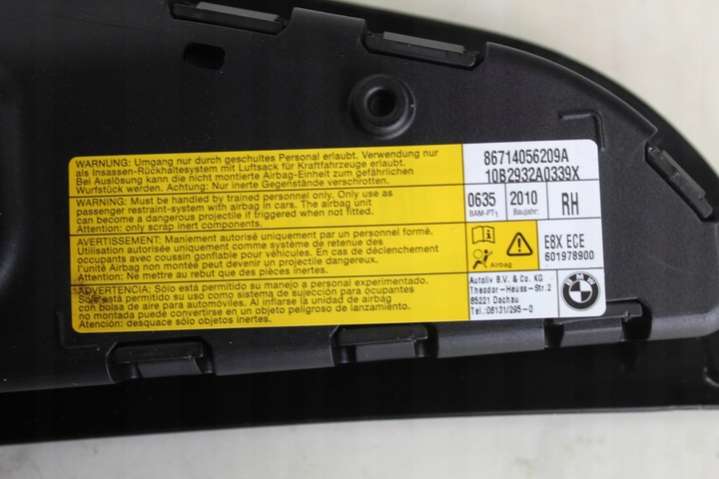 WARNUNG: Umgang nur durch geschultes Personal erlaubt. Verwendung nur
als Insassen-Rückhaltesystem mit Luftsack für Kraftfahrzeuge erlaubt.
Bei Auslösung kann die nicht montierte Airbag-Einheit zum gefährlichen
Wurfstück werden. Achtung: Nur inerte Gegenstände verschrotten.
WARNING: Must be handled by trained personnel only. Only use as
passenger restraint-system with airbag in cars. The airbag unit
can become a dangerous projectile if triggered when not fitted.
Attention: only scrap inert components.
AVERTISSEMENT: Maniement autorisé uniquement par un personnel formé.
Utilisation autorisée uniquement comme système de retenue des
occupants avec coussin gonflable pour véhicules. En cas de déclenchement
l'unité Airbag non monté peut devenir un projectile dangereux.
Attention: Ne mettre au rebut que des pièces inertes.
ADVERTENCIA: Sólo está permitido su manejo a personal experimentado.
Sólo está permitido su uso como sistema de sujeción para ocupantes
con bolsa de aire para automóviles. Al inflarse la unidad de airbag
no montada puede convertirse en un objeto peligroso de lanzamiento.
Atención: desguace sólo objetos inertes.
86714056209A
10B2932A0339X
0635 2010 RH
BAM-PT1 Baujahr:
E8X ECE
Airbag 601978900
Autoliv B.V. & Co. KG
Theodor-Heuss-Str.2
85221 Dachau
Tel.:08131/295-0
BMW